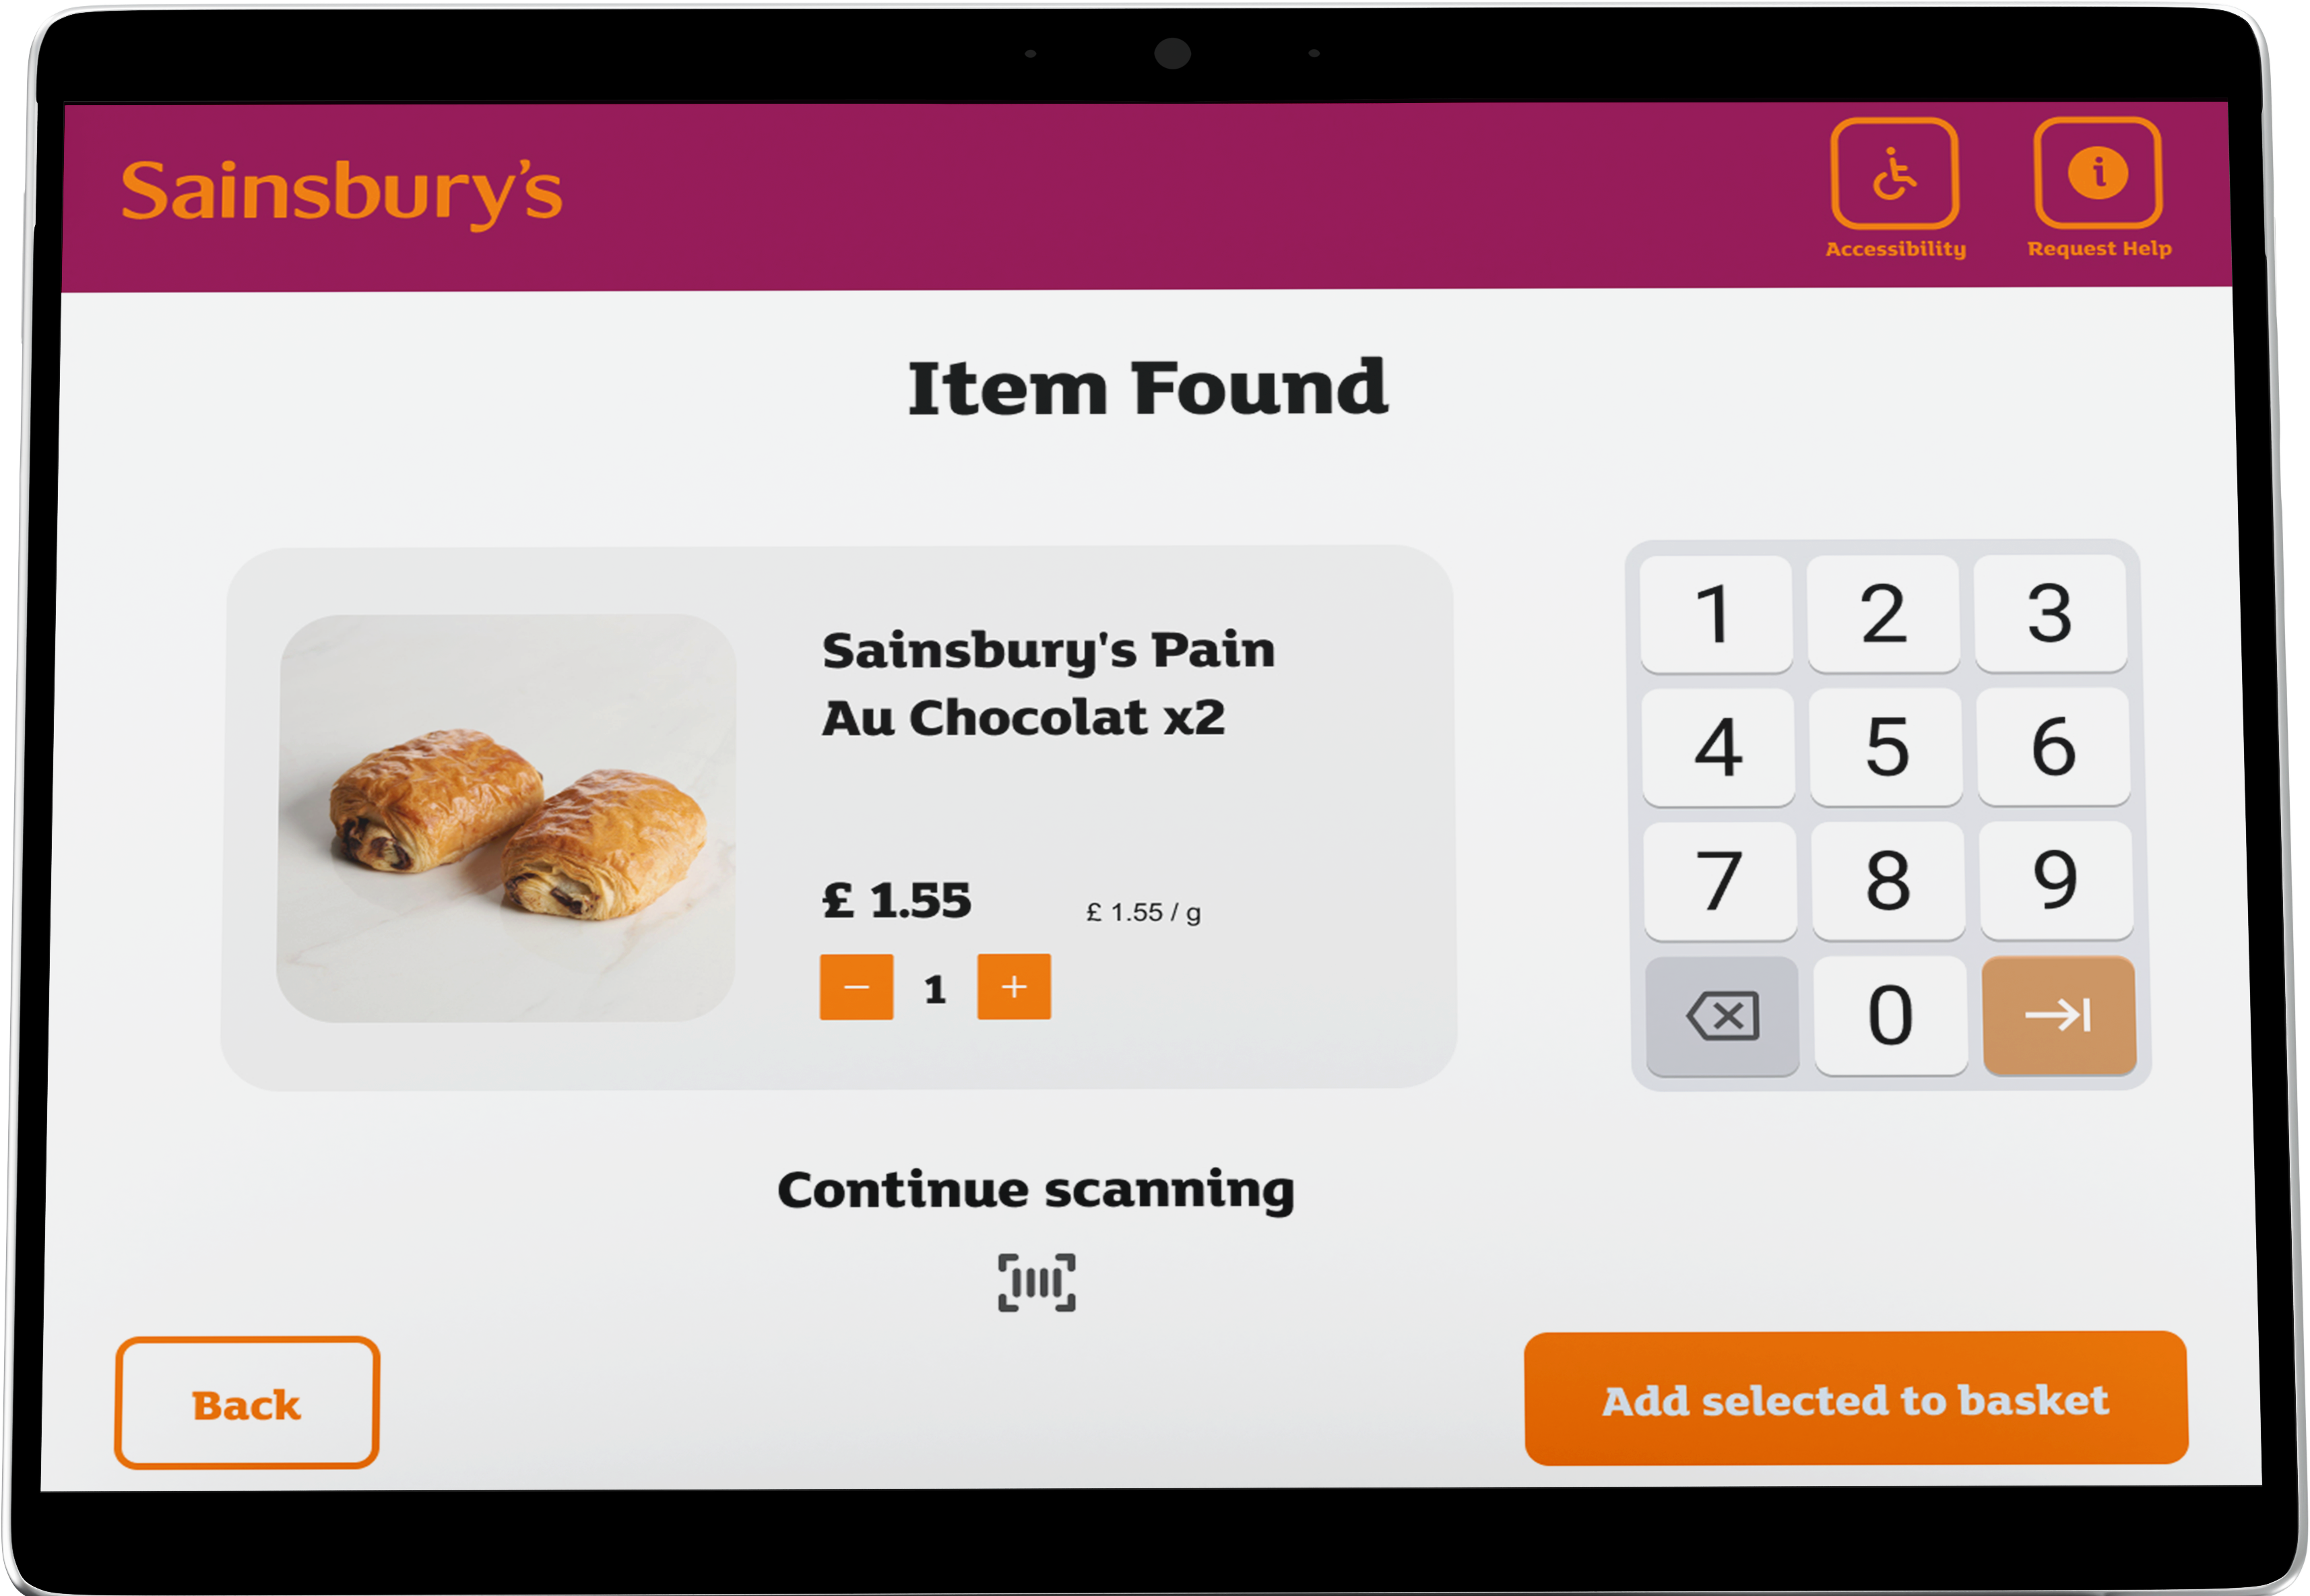 Sainsbury's
Accessibility
Request Help
Item Found
Sainsbury's Pain
Au Chocolat x2
£ 1.55
£ 1.55 / g
1
1 2 3
4 5 6
7 8 9
0
Continue scanning
Back
Add selected to basket